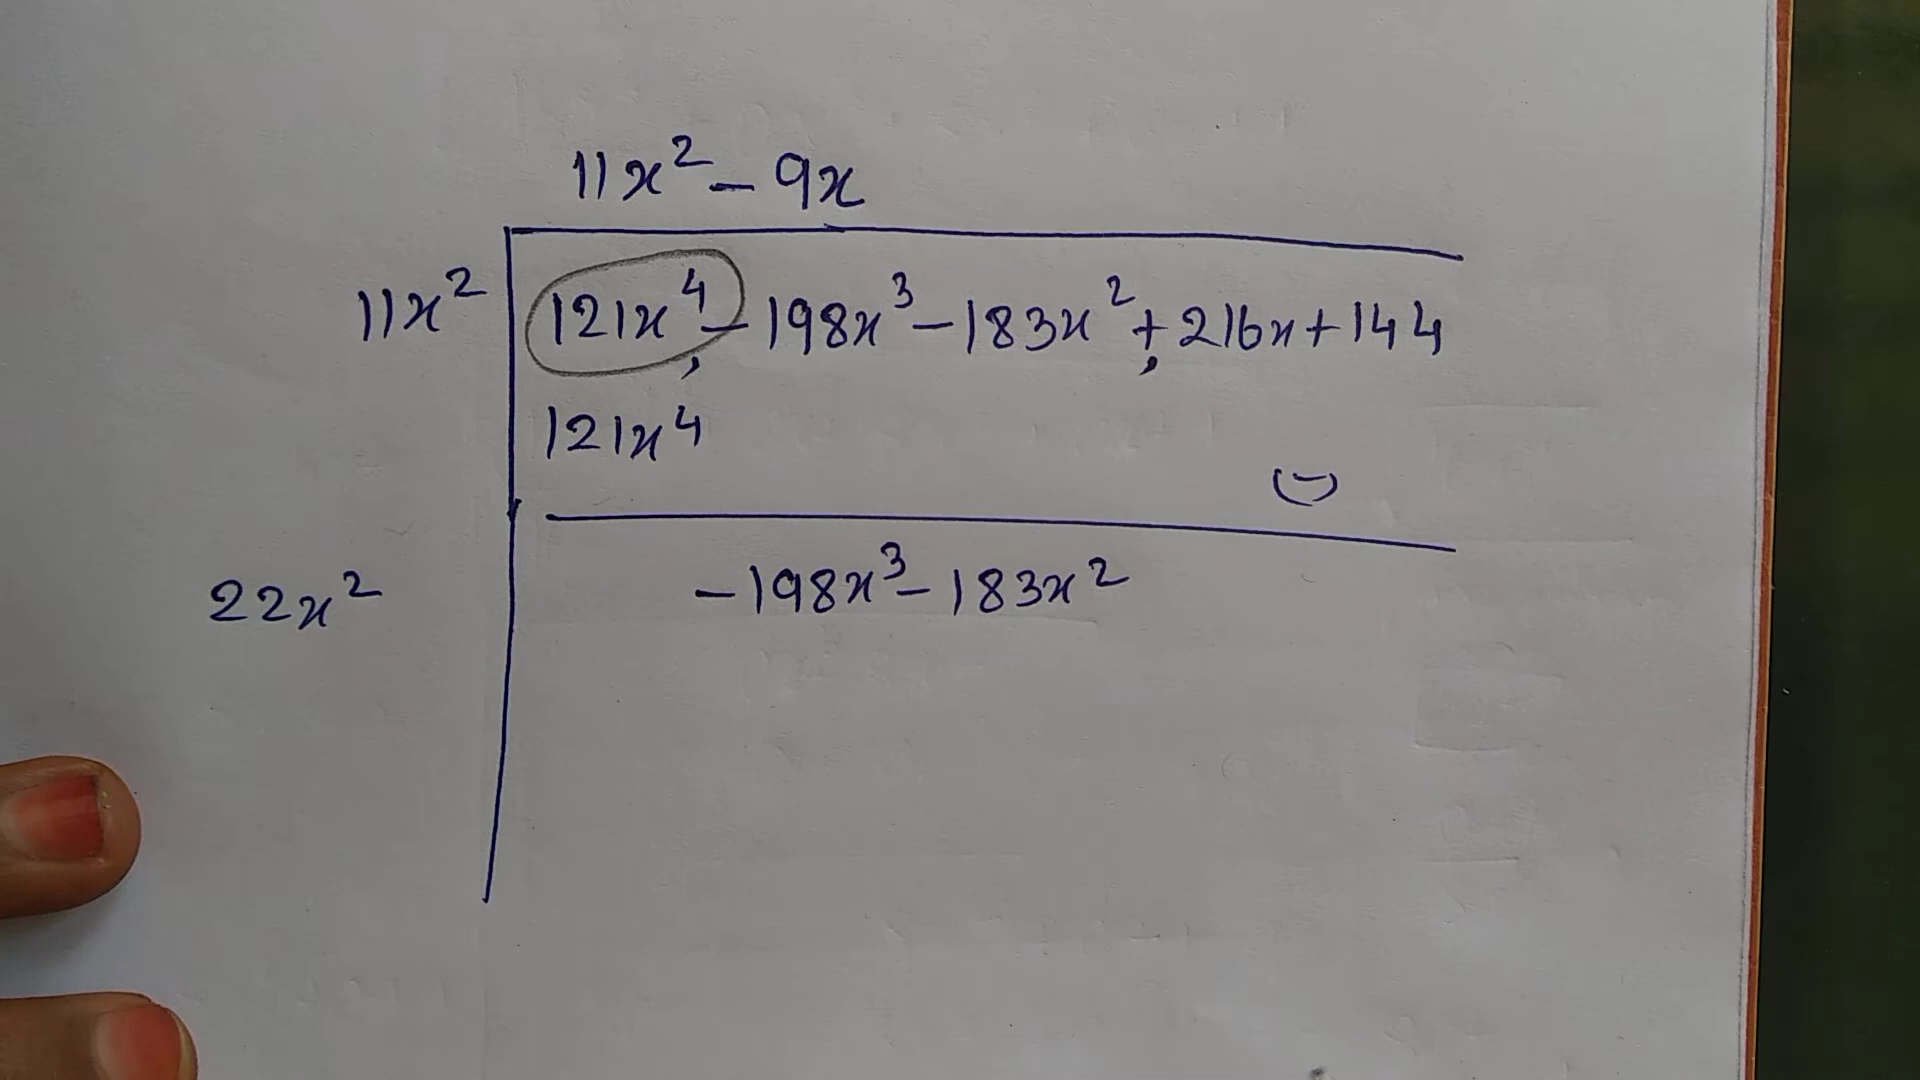 11x² - 9x
11x² 121x⁴ - 198x³ - 183x² + 216x + 144
121x⁴
(-)
22x² - 198x³ - 183x²